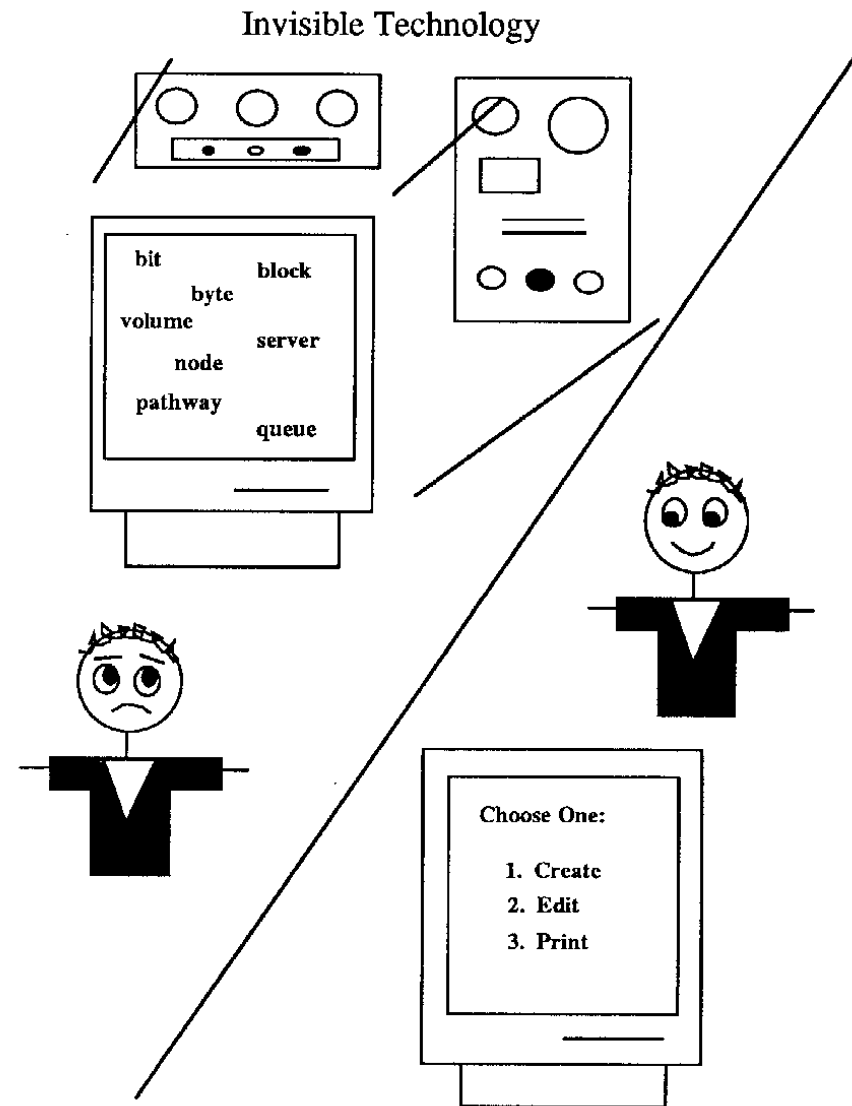 Invisible Technology
bit
block
byte
volume
server
node
pathway
queue
Choose One:
1. Create
2. Edit
3. Print